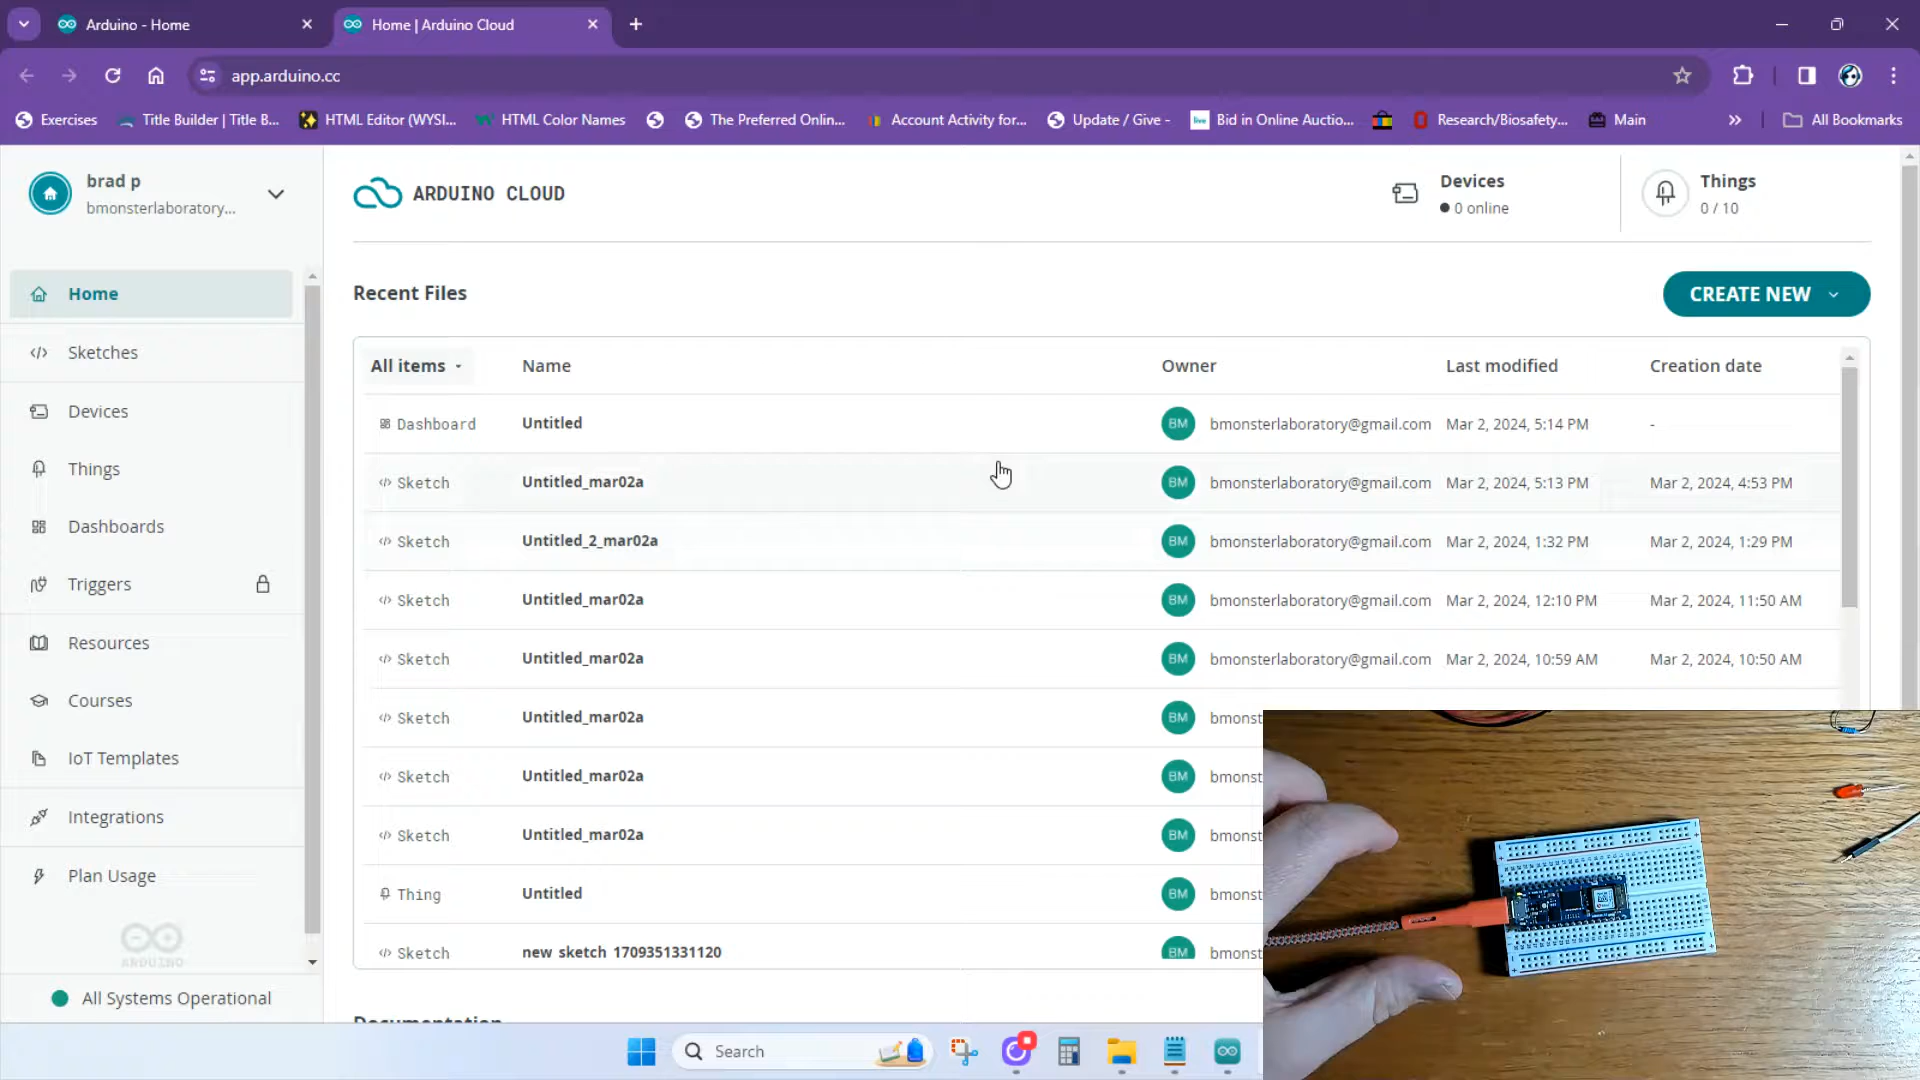 Arduino - Home
Home | Arduino Cloud
app.arduino.cc
Exercises
Title Builder | Title B...
HTML Editor (WYSI...
HTML Color Names
The Preferred Onlin...
Account Activity for...
Update / Give -
live
Bid in Online Auctio...
Research/Biosafety...
Main
All Bookmarks
brad p
bmonsterlaboratory...
ARDUINO CLOUD
Devices
0 online
Things
0 / 10
Home
Sketches
Devices
Things
Dashboards
Triggers
Resources
Courses
IoT Templates
Integrations
Plan Usage
ARDUINO
All Systems Operational
Recent Files
CREATE NEW
All items Name Owner Last modified Creation date
Dashboard Untitled BM bmonsterlaboratory@gmail.com Mar 2, 2024, 5:14 PM -
Sketch Untitled_mar02a BM bmonsterlaboratory@gmail.com Mar 2, 2024, 5:13 PM Mar 2, 2024, 4:53 PM
Sketch Untitled_2_mar02a BM bmonsterlaboratory@gmail.com Mar 2, 2024, 1:32 PM Mar 2, 2024, 1:29 PM
Sketch Untitled_mar02a BM bmonsterlaboratory@gmail.com Mar 2, 2024, 12:10 PM Mar 2, 2024, 11:50 AM
Sketch Untitled_mar02a BM bmonsterlaboratory@gmail.com Mar 2, 2024, 10:59 AM Mar 2, 2024, 10:50 AM
Sketch Untitled_mar02a BM bmonst
Sketch Untitled_mar02a BM bmonst
Sketch Untitled_mar02a BM bmonst
Thing Untitled BM bmonst
Sketch new sketch 1709351331120 BM bmonst
Documentation
Search